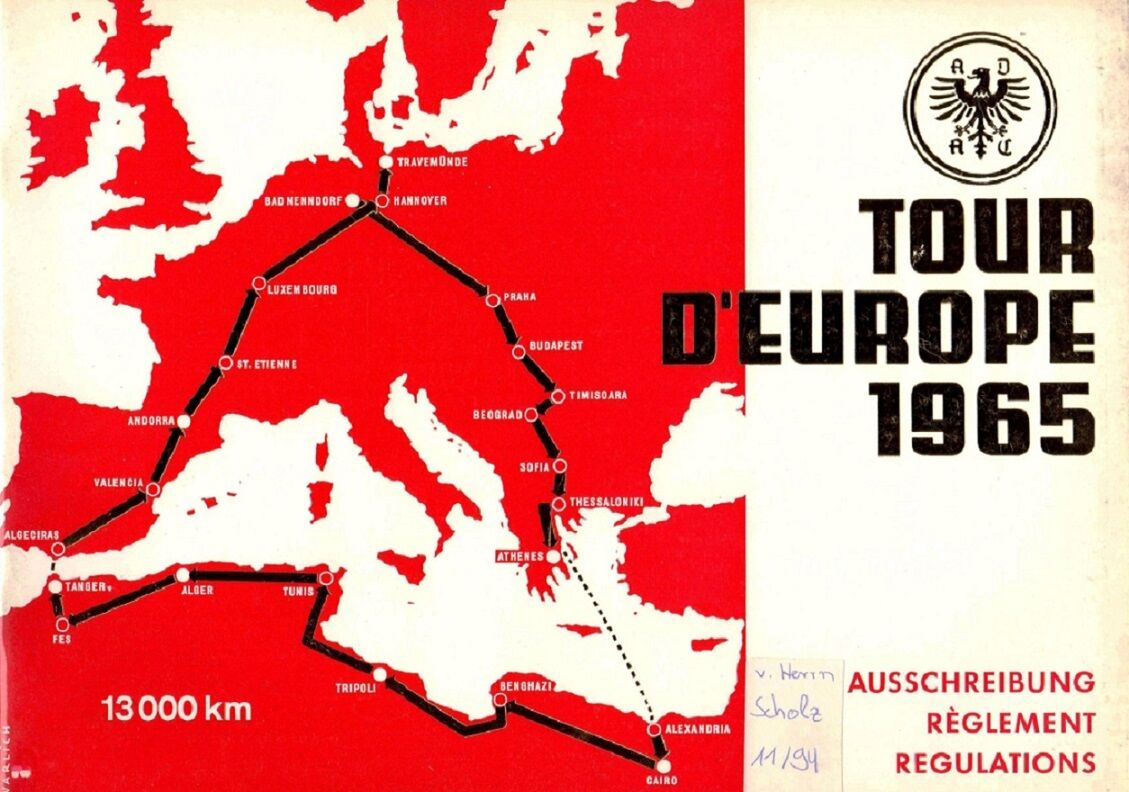 A D
A C
TOUR
D'EUROPE
1965
TRAVEMÜNDE
BAD NENNDORF
HANNOVER
LUXEMBOURG
PRAHA
BUDAPEST
ST. ETIENNE
TIMISOARA
BEOGRAD
ANDORRA
SOFIA
VALENCIA
THESSALONIKI
ALGECIRAS
ATHENES
TANGER
ALGER
TUNIS
FES
TRIPOLI
BENGHAZI
ALEXANDRIA
CAIRO
13 000 km
v. Herrn
Scholz
11/94
AUSSCHREIBUNG
RÈGLEMENT
REGULATIONS
VARLICH